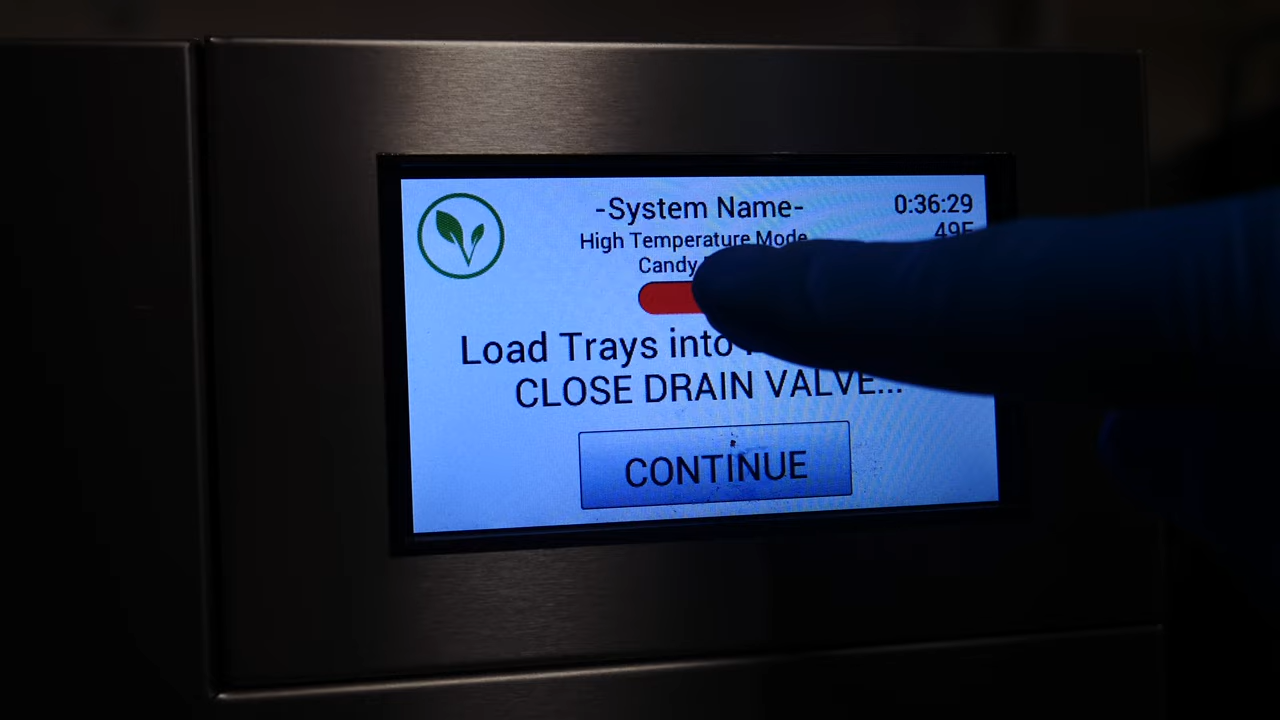 -System Name-
0:36:29
High Temperature Mode
49F
Candy
Load Trays into
CLOSE DRAIN VALVE...
CONTINUE